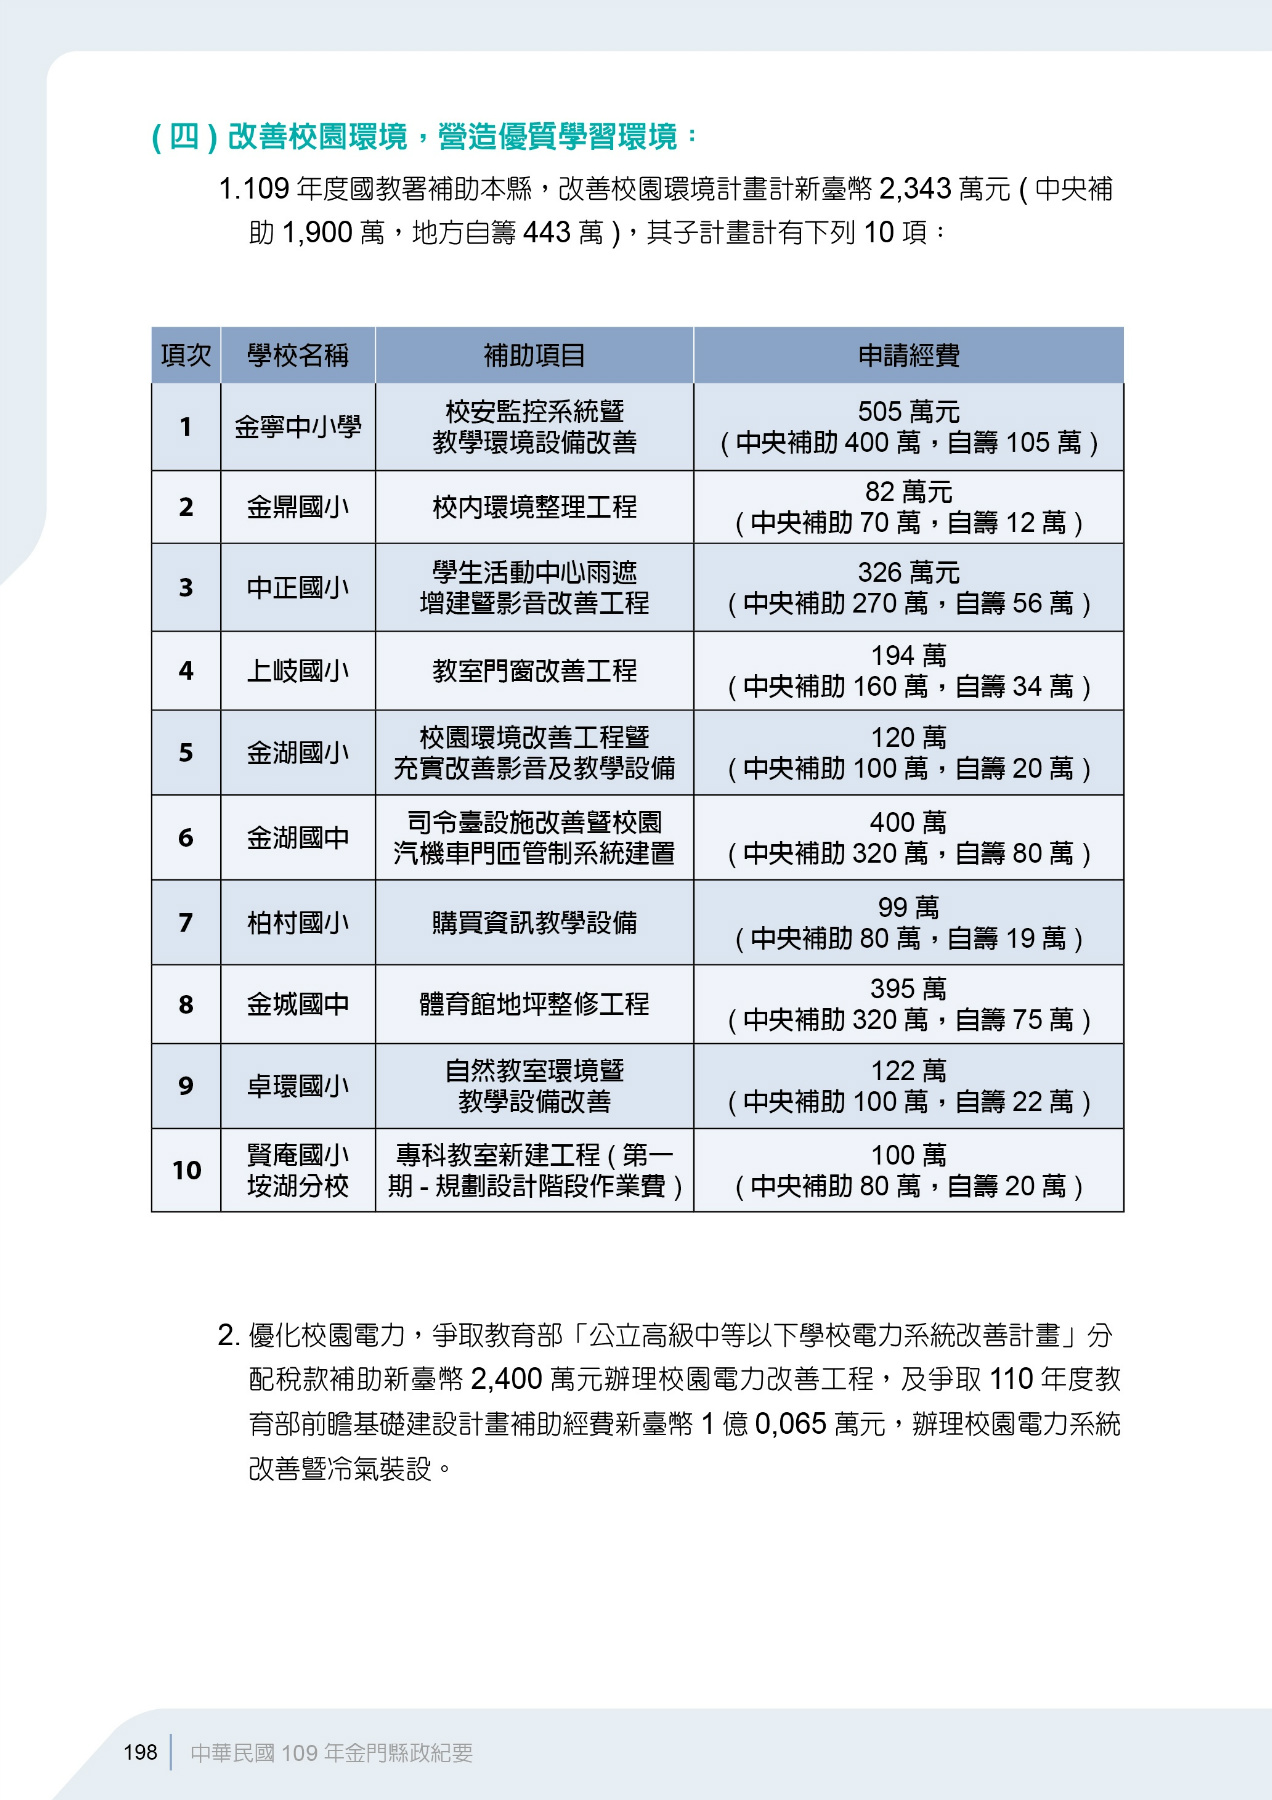 (四)改善校園環境，營造優質學習環境：
1.109 年度國教署補助本縣，改善校園環境計畫計新臺幣 2,343 萬元 ( 中央補
助 1,900 萬，地方自籌 443 萬 )，其子計畫計有下列 10 項：
項次 學校名稱 補助項目 申請經費
1 金寧中小學 校安監控系統暨 505 萬元
教學環境設備改善 ( 中央補助 400 萬，自籌 105 萬 )
2 金鼎國小 校內環境整理工程 82 萬元
( 中央補助 70 萬，自籌 12 萬 )
3 中正國小 學生活動中心雨遮 326 萬元
增建暨影音改善工程 ( 中央補助 270 萬，自籌 56 萬 )
4 上岐國小 教室門窗改善工程 194 萬
( 中央補助 160 萬，自籌 34 萬 )
5 金湖國小 校園環境改善工程暨 120 萬
充實改善影音及教學設備 ( 中央補助 100 萬，自籌 20 萬 )
6 金湖國中 司令臺設施改善暨校園 400 萬
汽機車門匝管制系統建置 ( 中央補助 320 萬，自籌 80 萬 )
7 柏村國小 購買資訊教學設備 99 萬
( 中央補助 80 萬，自籌 19 萬 )
8 金城國中 體育館地坪整修工程 395 萬
( 中央補助 320 萬，自籌 75 萬 )
9 卓環國小 自然教室環境暨 122 萬
教學設備改善 ( 中央補助 100 萬，自籌 22 萬 )
10 賢庵國小 專科教室新建工程 ( 第一 100 萬
垵湖分校 期 - 規劃設計階段作業費 ) ( 中央補助 80 萬，自籌 20 萬 )
2. 優化校園電力，爭取教育部「公立高級中等以下學校電力系統改善計畫」分
配稅款補助新臺幣 2,400 萬元辦理校園電力改善工程，及爭取 110 年度教
育部前瞻基礎建設計畫補助經費新臺幣 1 億 0,065 萬元，辦理校園電力系統
改善暨冷氣裝設。
198 中華民國 109 年金門縣政紀要